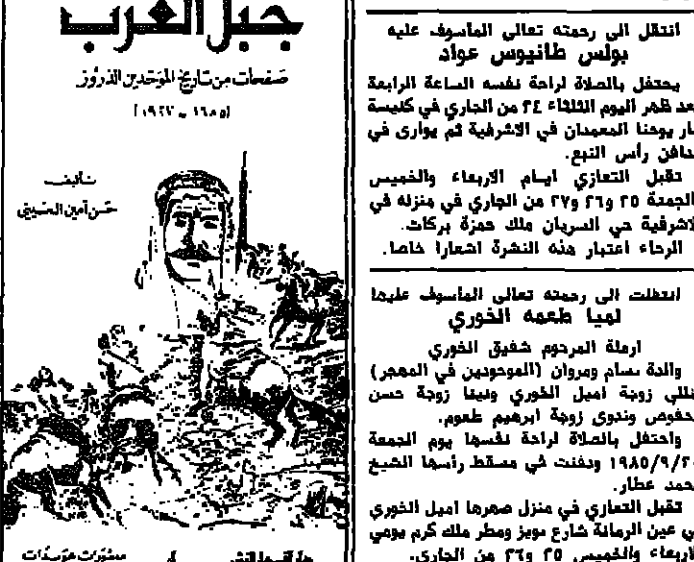 جبل العرب
صفحات من تاريخ الموحدين الدروز
(١٦٨٥ - ١٩٢٧)
تأليف
حسن أمين البعيني
منشورات عويدات
انتقل الى رحمته تعالى المأسوف عليه
بولس طانيوس عواد
يحتفل بالصلاة لراحة نفسه الساعة الرابعة
بعد ظهر اليوم الثلثاء ٢٤ من الجاري في كنيسة
مار يوحنا المعمدان في الاشرفية ثم يوارى في
مدافن رأس النبع.
تقبل التعازي ايام الاربعاء والخميس
والجمعة ٢٥ و٢٦ و٢٧ من الجاري في منزله في
الاشرفية حي السريان ملك حمزة بركات.
الرجاء اعتبار هذه النشرة اشعارا خاصا.
انتقلت الى رحمته تعالى المأسوف عليها
لميا طعمه الخوري
ارملة المرحوم شفيق الخوري
والدة بسام ومروان (الموجودين في المهجر)
زوجة اميل الخوري ونينا زوجة حسن
وندوى زوجة ابرهيم طعوم.
واحتفل بالصلاة لراحة نفسها يوم الجمعة
١٩٨٥/٩/٢ ودفنت في مسقط رأسها الشيخ
محمد عطار.
تقبل التعازي في منزل صهرها اميل الخوري
في عين الرمانة شارع مويز ومطر ملك كرم يومي
الاربعاء والخميس ٢٥ و٢٦ من الجاري.